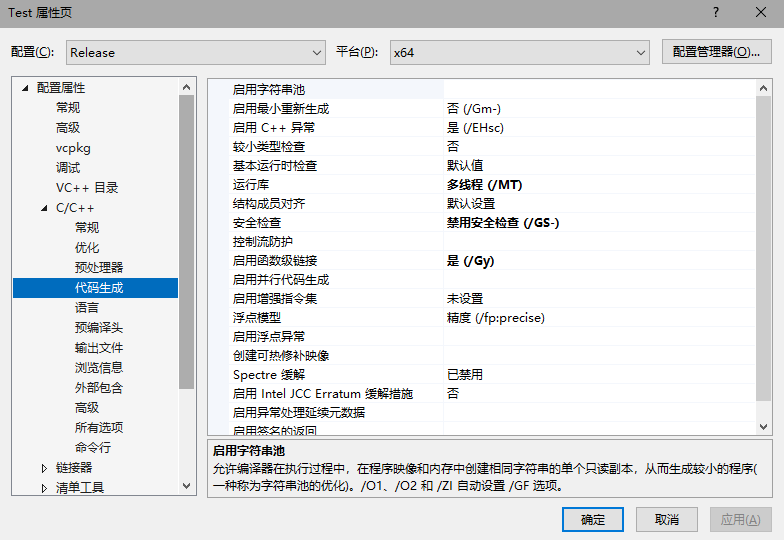 Test 属性页
配置(C): Release 平台(P): x64 配置管理器(O)...
配置属性
常规
高级
vcpkg
调试
VC++ 目录
C/C++
常规
优化
预处理器
代码生成
语言
预编译头
输出文件
浏览信息
外部包含
高级
所有选项
命令行
链接器
清单工具
启用字符串池
启用最小重新生成 否 (/Gm-)
启用 C++ 异常 是 (/EHsc)
较小类型检查 否
基本运行时检查 默认值
运行库 多线程 (/MT)
结构成员对齐 默认设置
安全检查 禁用安全检查 (/GS-)
控制流防护
启用函数级链接 是 (/Gy)
启用并行代码生成
启用增强指令集 未设置
浮点模型 精度 (/fp:precise)
启用浮点异常
创建可热修补映像
Spectre 缓解 已禁用
启用 Intel JCC Erratum 缓解措施 否
启用异常处理延续元数据
启用签名的返回
启用字符串池
允许编译器在执行过程中，在程序映像和内存中创建相同字符串的单个只读副本，从而生成较小的程序(
一种称为字符串池的优化)。/O1、/O2 和 /ZI 自动设置 /GF 选项。
确定 取消 应用(A)